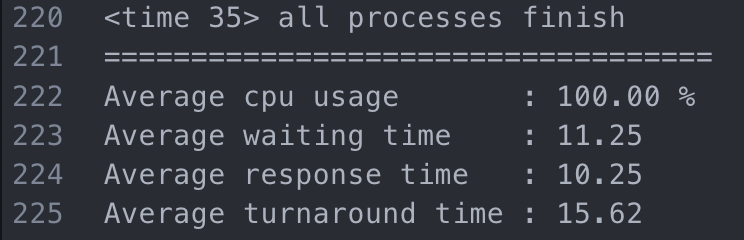 220 <time 35> all processes finish
221 ===================================
222 Average cpu usage       : 100.00 %
223 Average waiting time    : 11.25
224 Average response time   : 10.25
225 Average turnaround time : 15.62